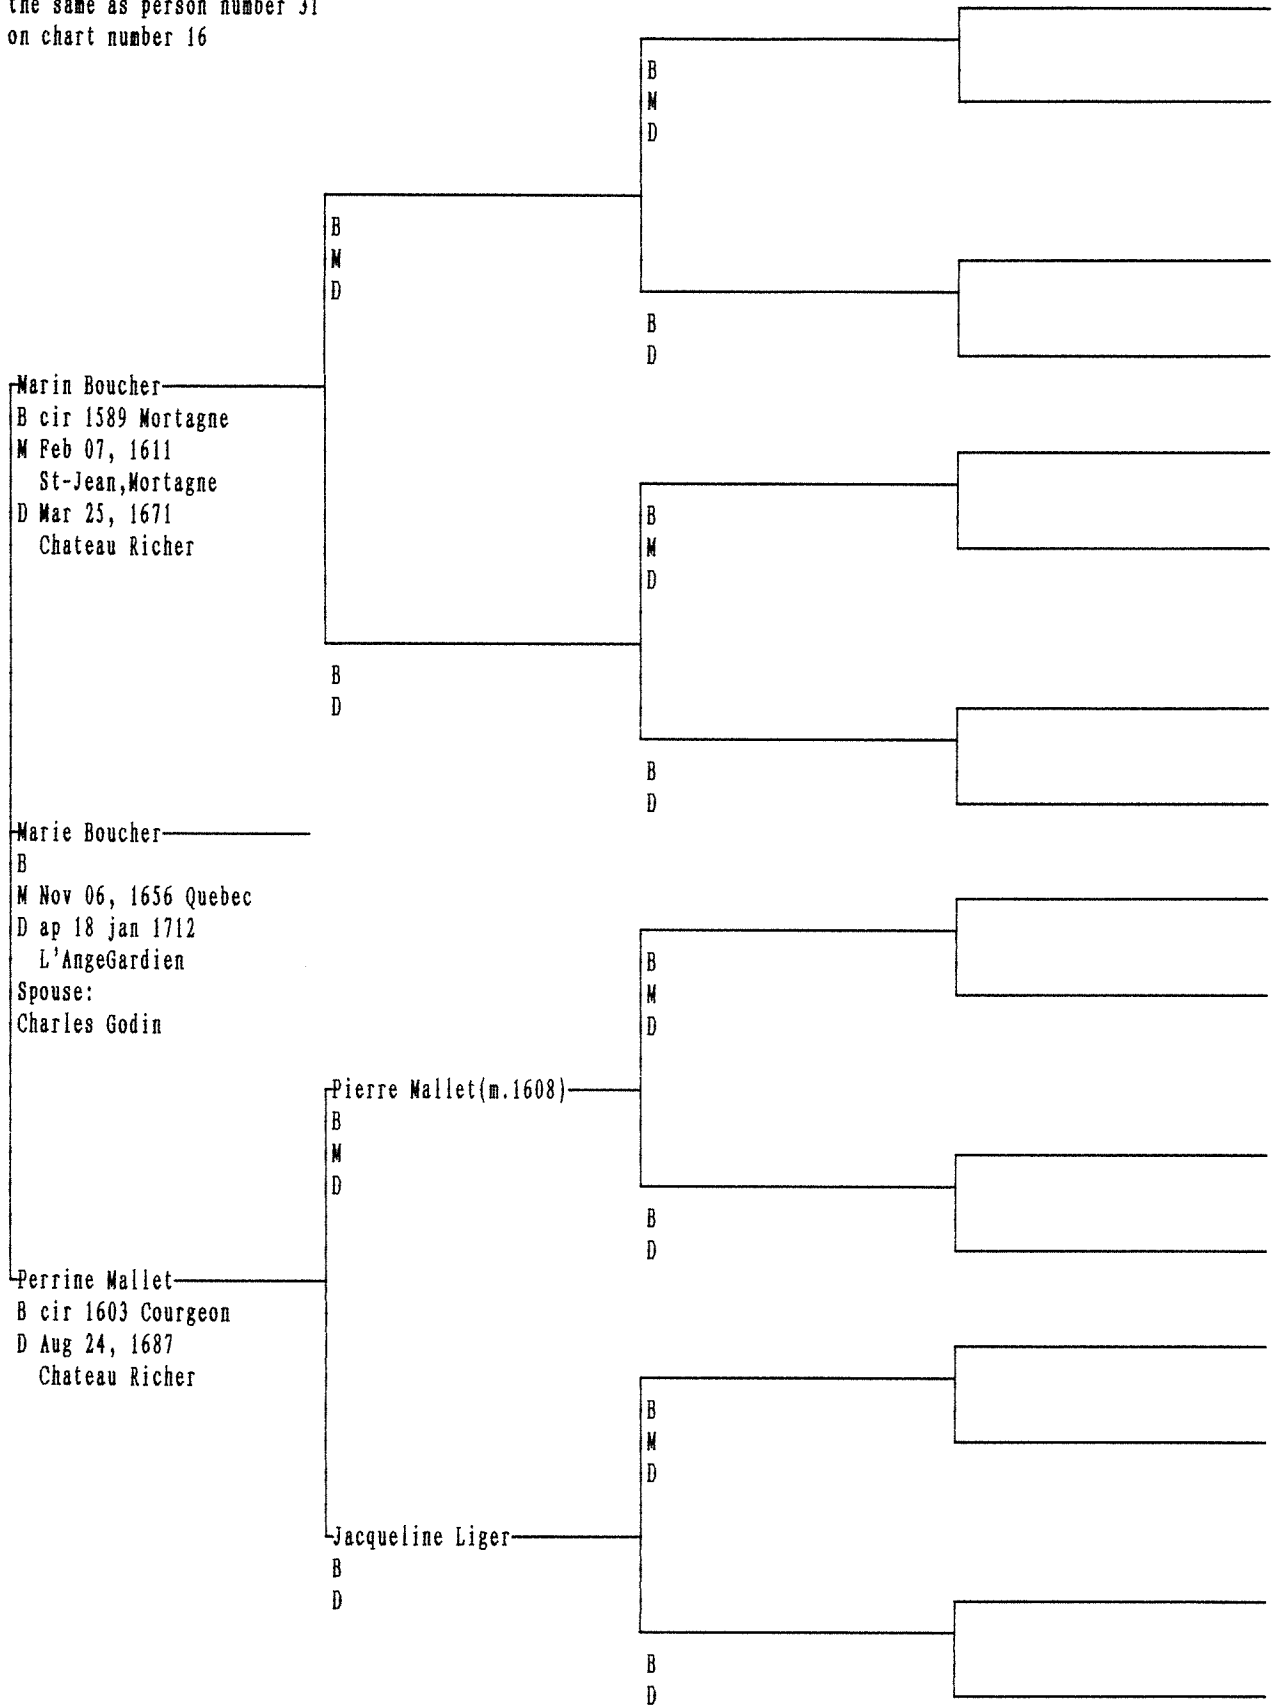 the same as person number 31
on chart number 16
B
M
D
B
M
D
B
D
Marin Boucher
B cir 1589 Mortagne
M Feb 07, 1611
St-Jean,Mortagne
D Mar 25, 1671
Chateau Richer
B
M
D
B
D
B
D
Marie Boucher
B
M Nov 06, 1656 Quebec
D ap 18 jan 1712
L'AngeGardien
Spouse:
Charles Godin
B
M
D
Pierre Mallet(m.1608)
B
M
D
B
D
Perrine Mallet
B cir 1603 Courgeon
D Aug 24, 1687
Chateau Richer
B
M
D
Jacqueline Liger
B
D
B
D